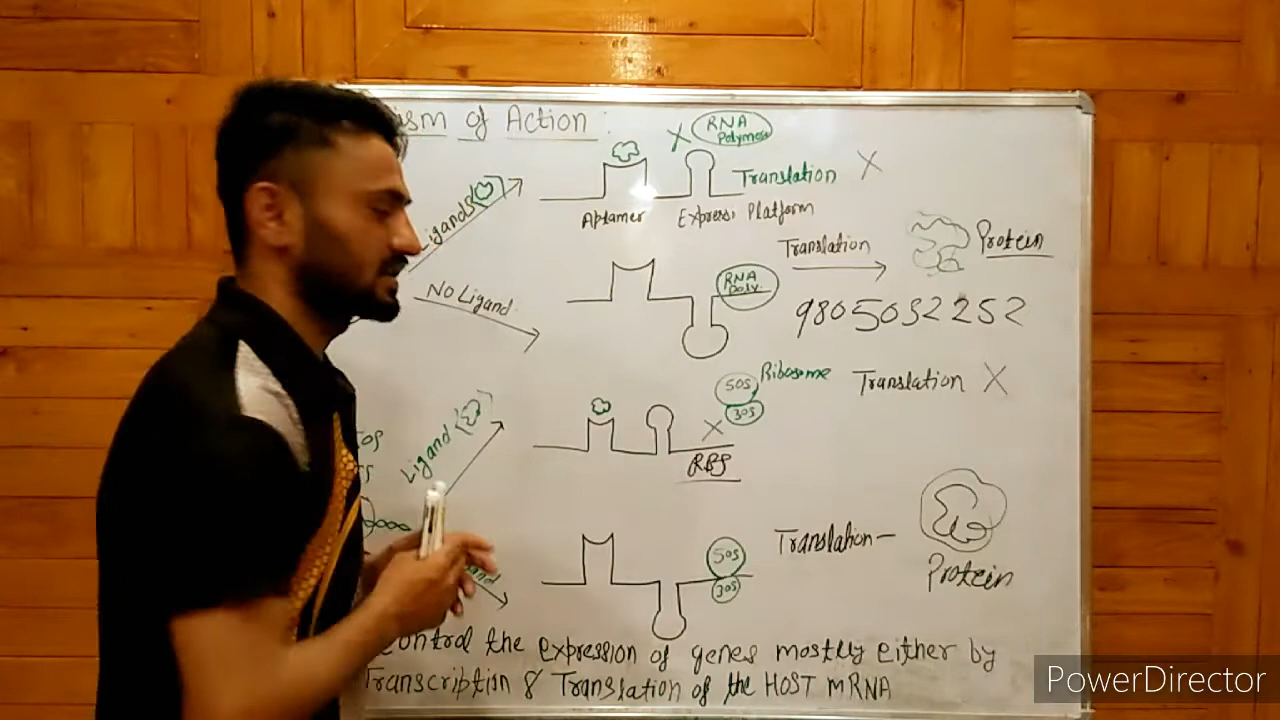 ism of Action :
RNA
Polymerase
X
Ligands
Translation X
Aptamer Express: Platform
Translation
Protein
No Ligand
RNA
Poly.
9805032252
50S Ribosome
30S
Translation X
Ligand
X
RBS
50S
30S
Translation—
Protein
Control the expression of genes mostly either by
Transcription & Translation of the HOST mRNA
PowerDirector